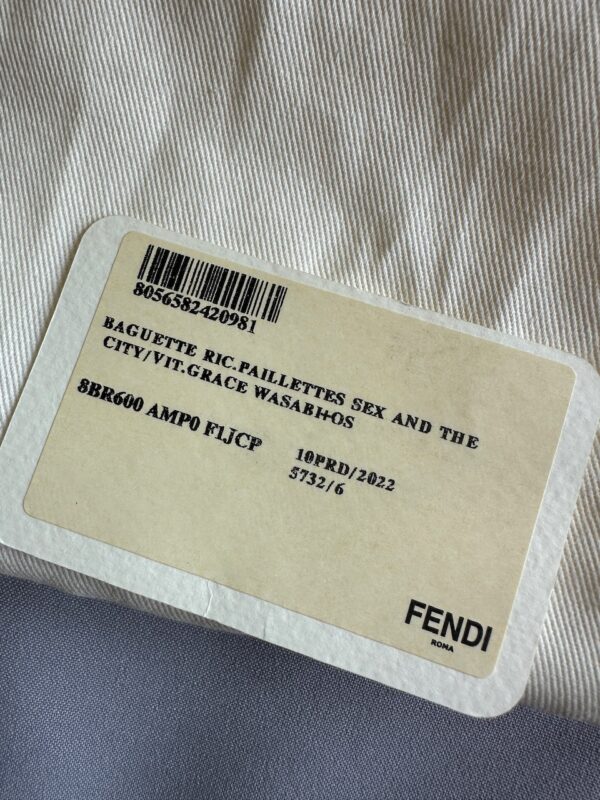 8056582420981
BAGUETTE RIC.PAILLETTES SEX AND THE
CITY/VIT.GRACE WASABI+OS
8BR600 AMP0 F1JCP
10PRD/2022
5732/6
FENDI
ROMA